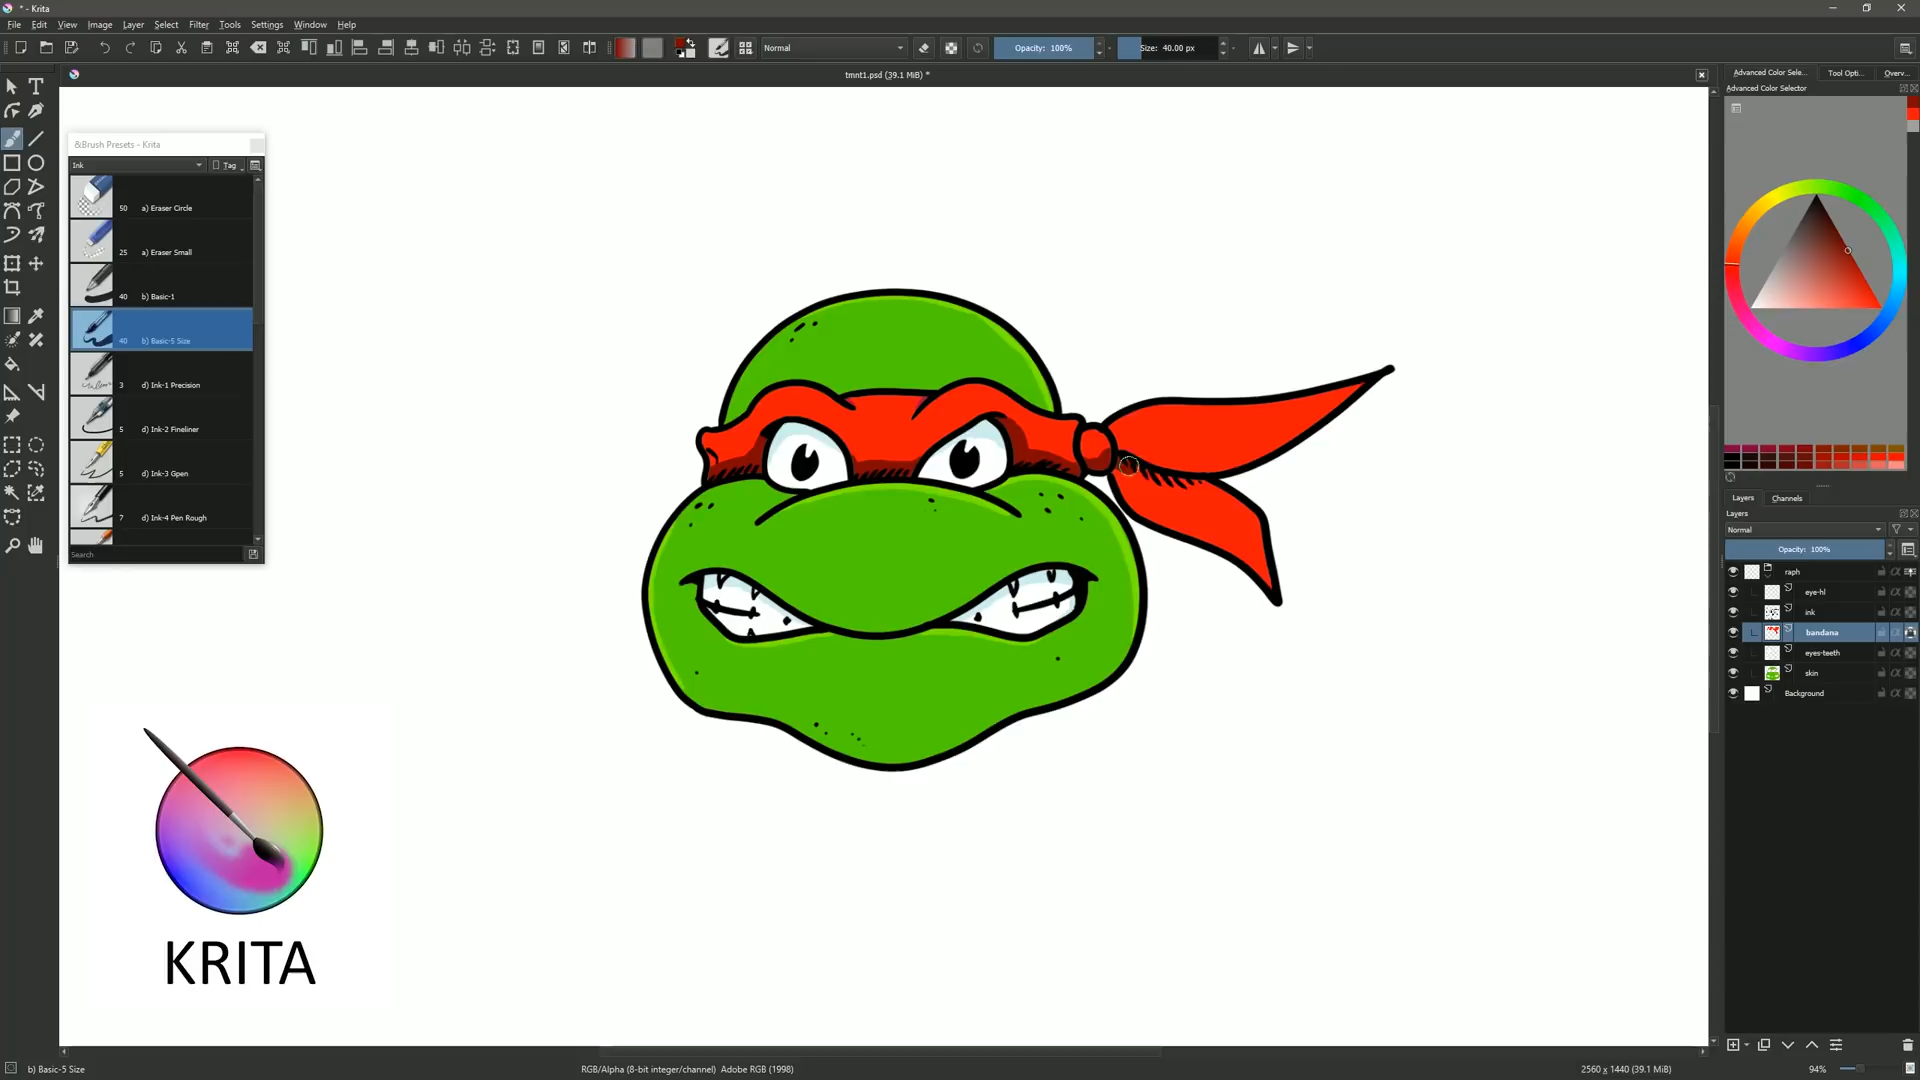 * - Krita
File Edit View Image Layer Select Filter Tools Settings Window Help
Normal
Opacity: 100%
Size: 40.00 px
tmnt1.psd (39.1 MiB) *
&Brush Presets - Krita
Ink
Tag
50 a) Eraser Circle
25 a) Eraser Small
40 b) Basic-1
40 b) Basic-5 Size
3 d) Ink-1 Precision
5 d) Ink-2 Fineliner
5 d) Ink-3 Gpen
7 d) Ink-4 Pen Rough
Search
KRITA
Advanced Color Sele... Tool Opti... Overv...
Advanced Color Selector
Layers Channels
Layers
Normal
Opacity: 100%
raph
eye-hl
ink
bandana
eyes-teeth
skin
Background
b) Basic-5 Size
RGB/Alpha (8-bit integer/channel) Adobe RGB (1998)
2560 x 1440 (39.1 MiB)
94%